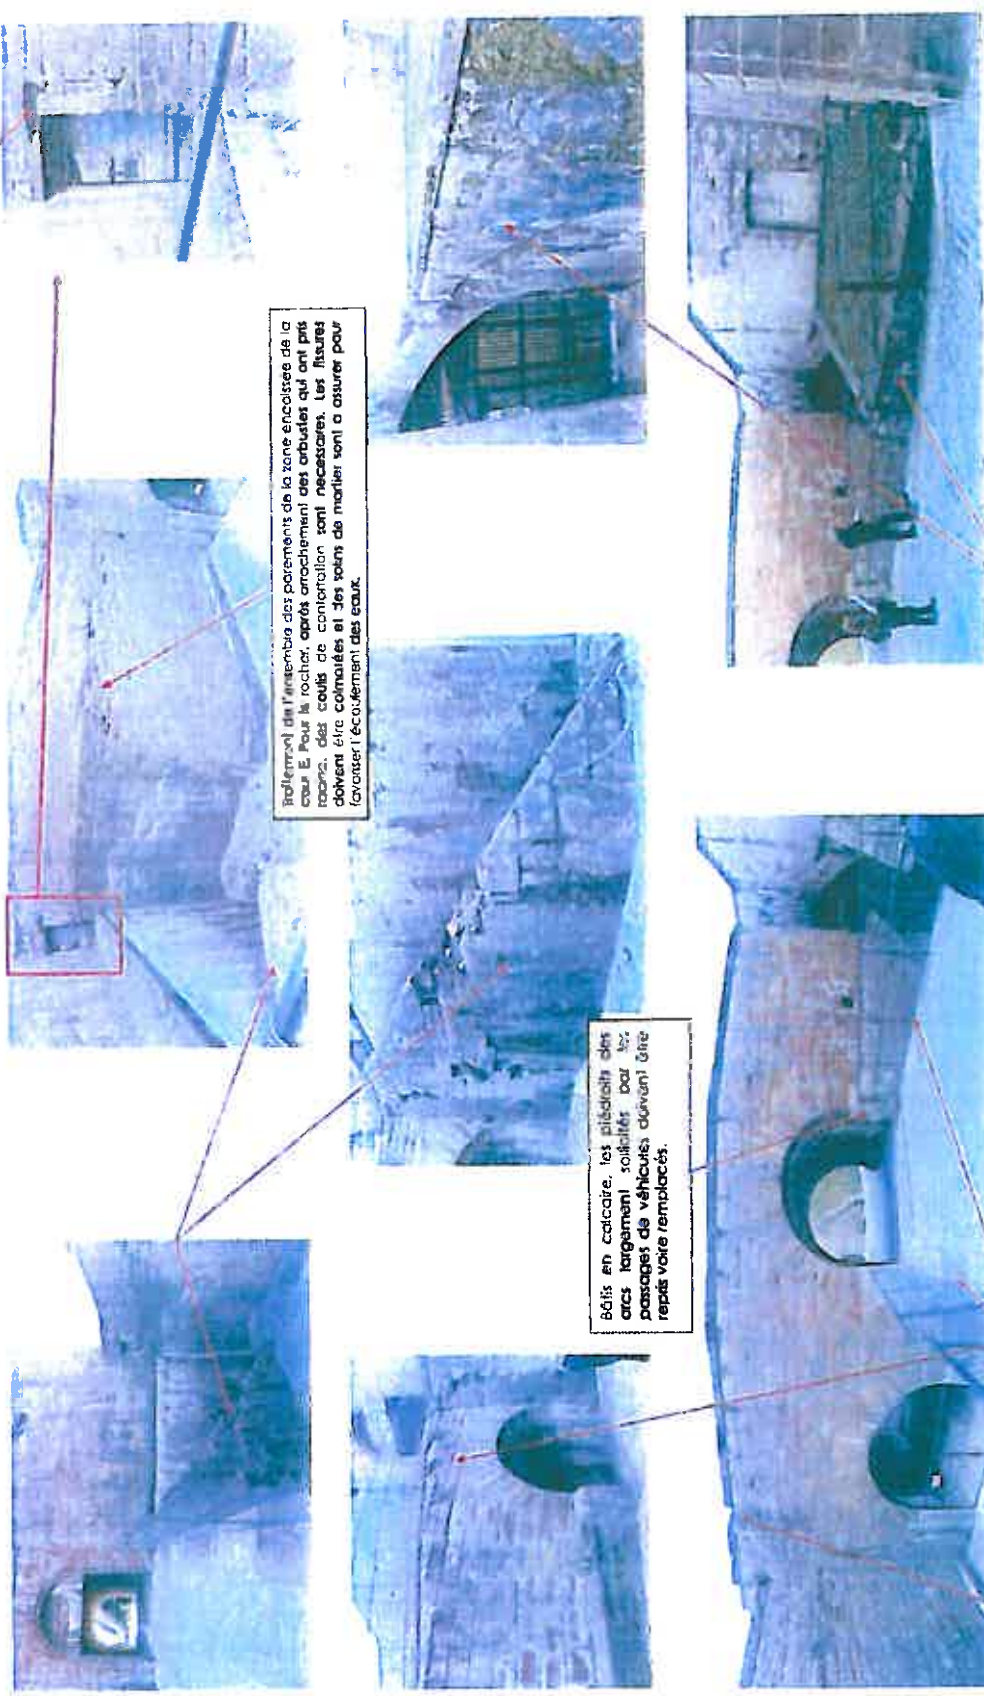 Traitement de l'ensemble des parements de la zone encaissée de la
cour E. Pour le rocher, après arrachement des arbustes qui ont pris
racine, des coulis de confortation sont necessaires. Les fissures
doivent être colmatées et des solins de mortier sont a assurer pour
favoriser l'écoulement des eaux.
Bâtis en calcaire, les piédroits des
arcs largement sollicités par les
passages de véhicules doivent être
repris voire remplacés.